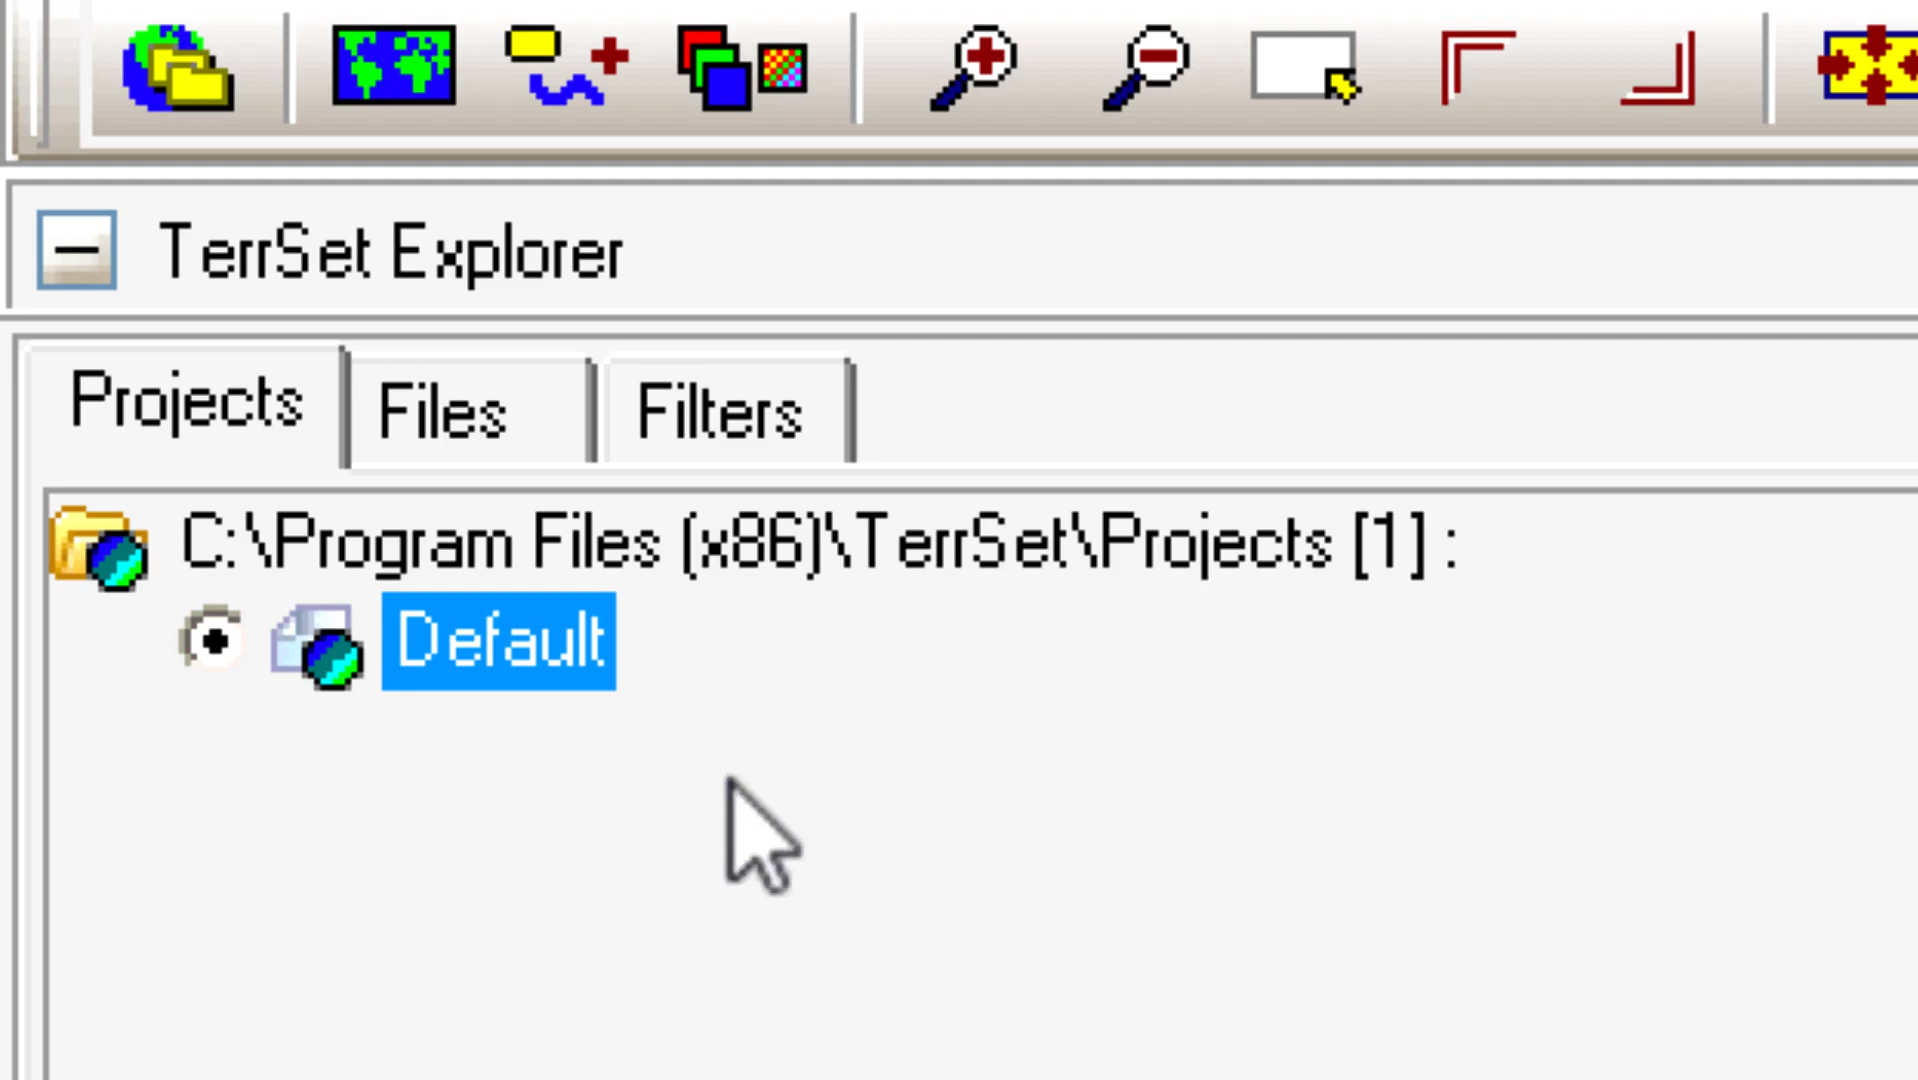 TerrSet Explorer
Projects Files Filters
C:\Program Files (x86)\TerrSet\Projects [1] :
Default